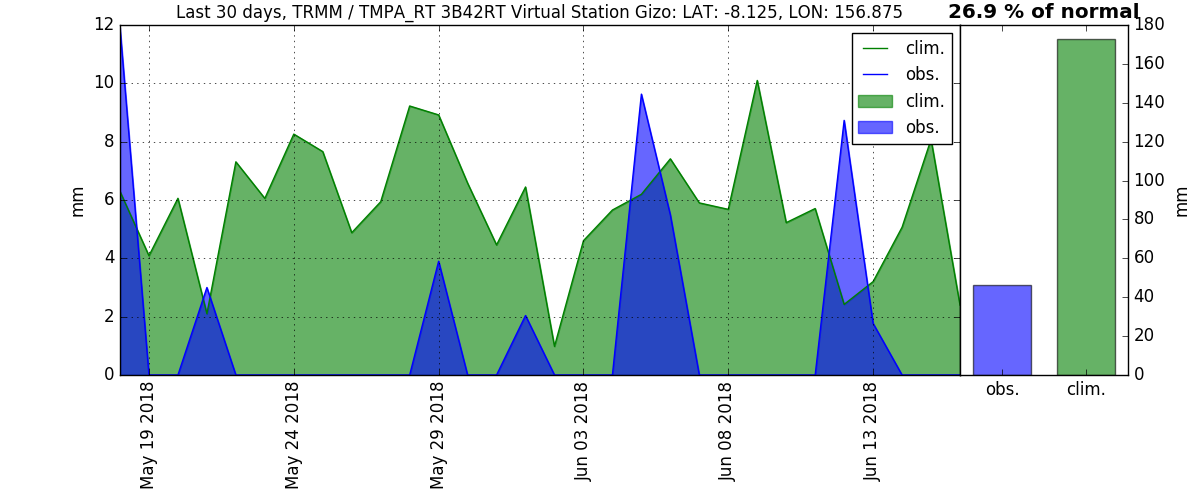 Last 30 days, TRMM / TMPA_RT 3B42RT Virtual Station Gizo: LAT: -8.125, LON: 156.875
26.9 % of normal
12
10
8
6
4
2
0
mm
clim.
obs.
clim.
obs.
180
160
140
120
100
80
60
40
20
0
mm
May 19 2018
May 24 2018
May 29 2018
Jun 03 2018
Jun 08 2018
Jun 13 2018
obs.
clim.